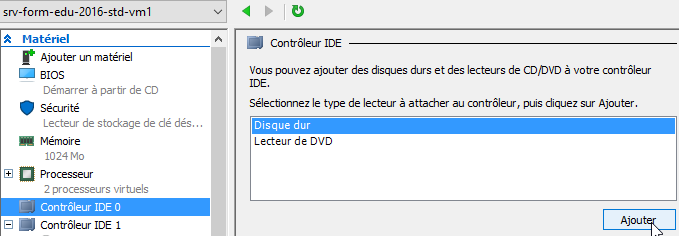 srv-form-edu-2016-std-vm1
Matériel
Ajouter un matériel
BIOS
Démarrer à partir de CD
Sécurité
Lecteur de stockage de clé dés...
Mémoire
1024 Mo
Processeur
2 processeurs virtuels
Contrôleur IDE 0
Contrôleur IDE 1
Contrôleur IDE
Vous pouvez ajouter des disques durs et des lecteurs de CD/DVD à votre contrôleur
IDE.
Sélectionnez le type de lecteur à attacher au contrôleur, puis cliquez sur Ajouter.
Disque dur
Lecteur de DVD
Ajouter